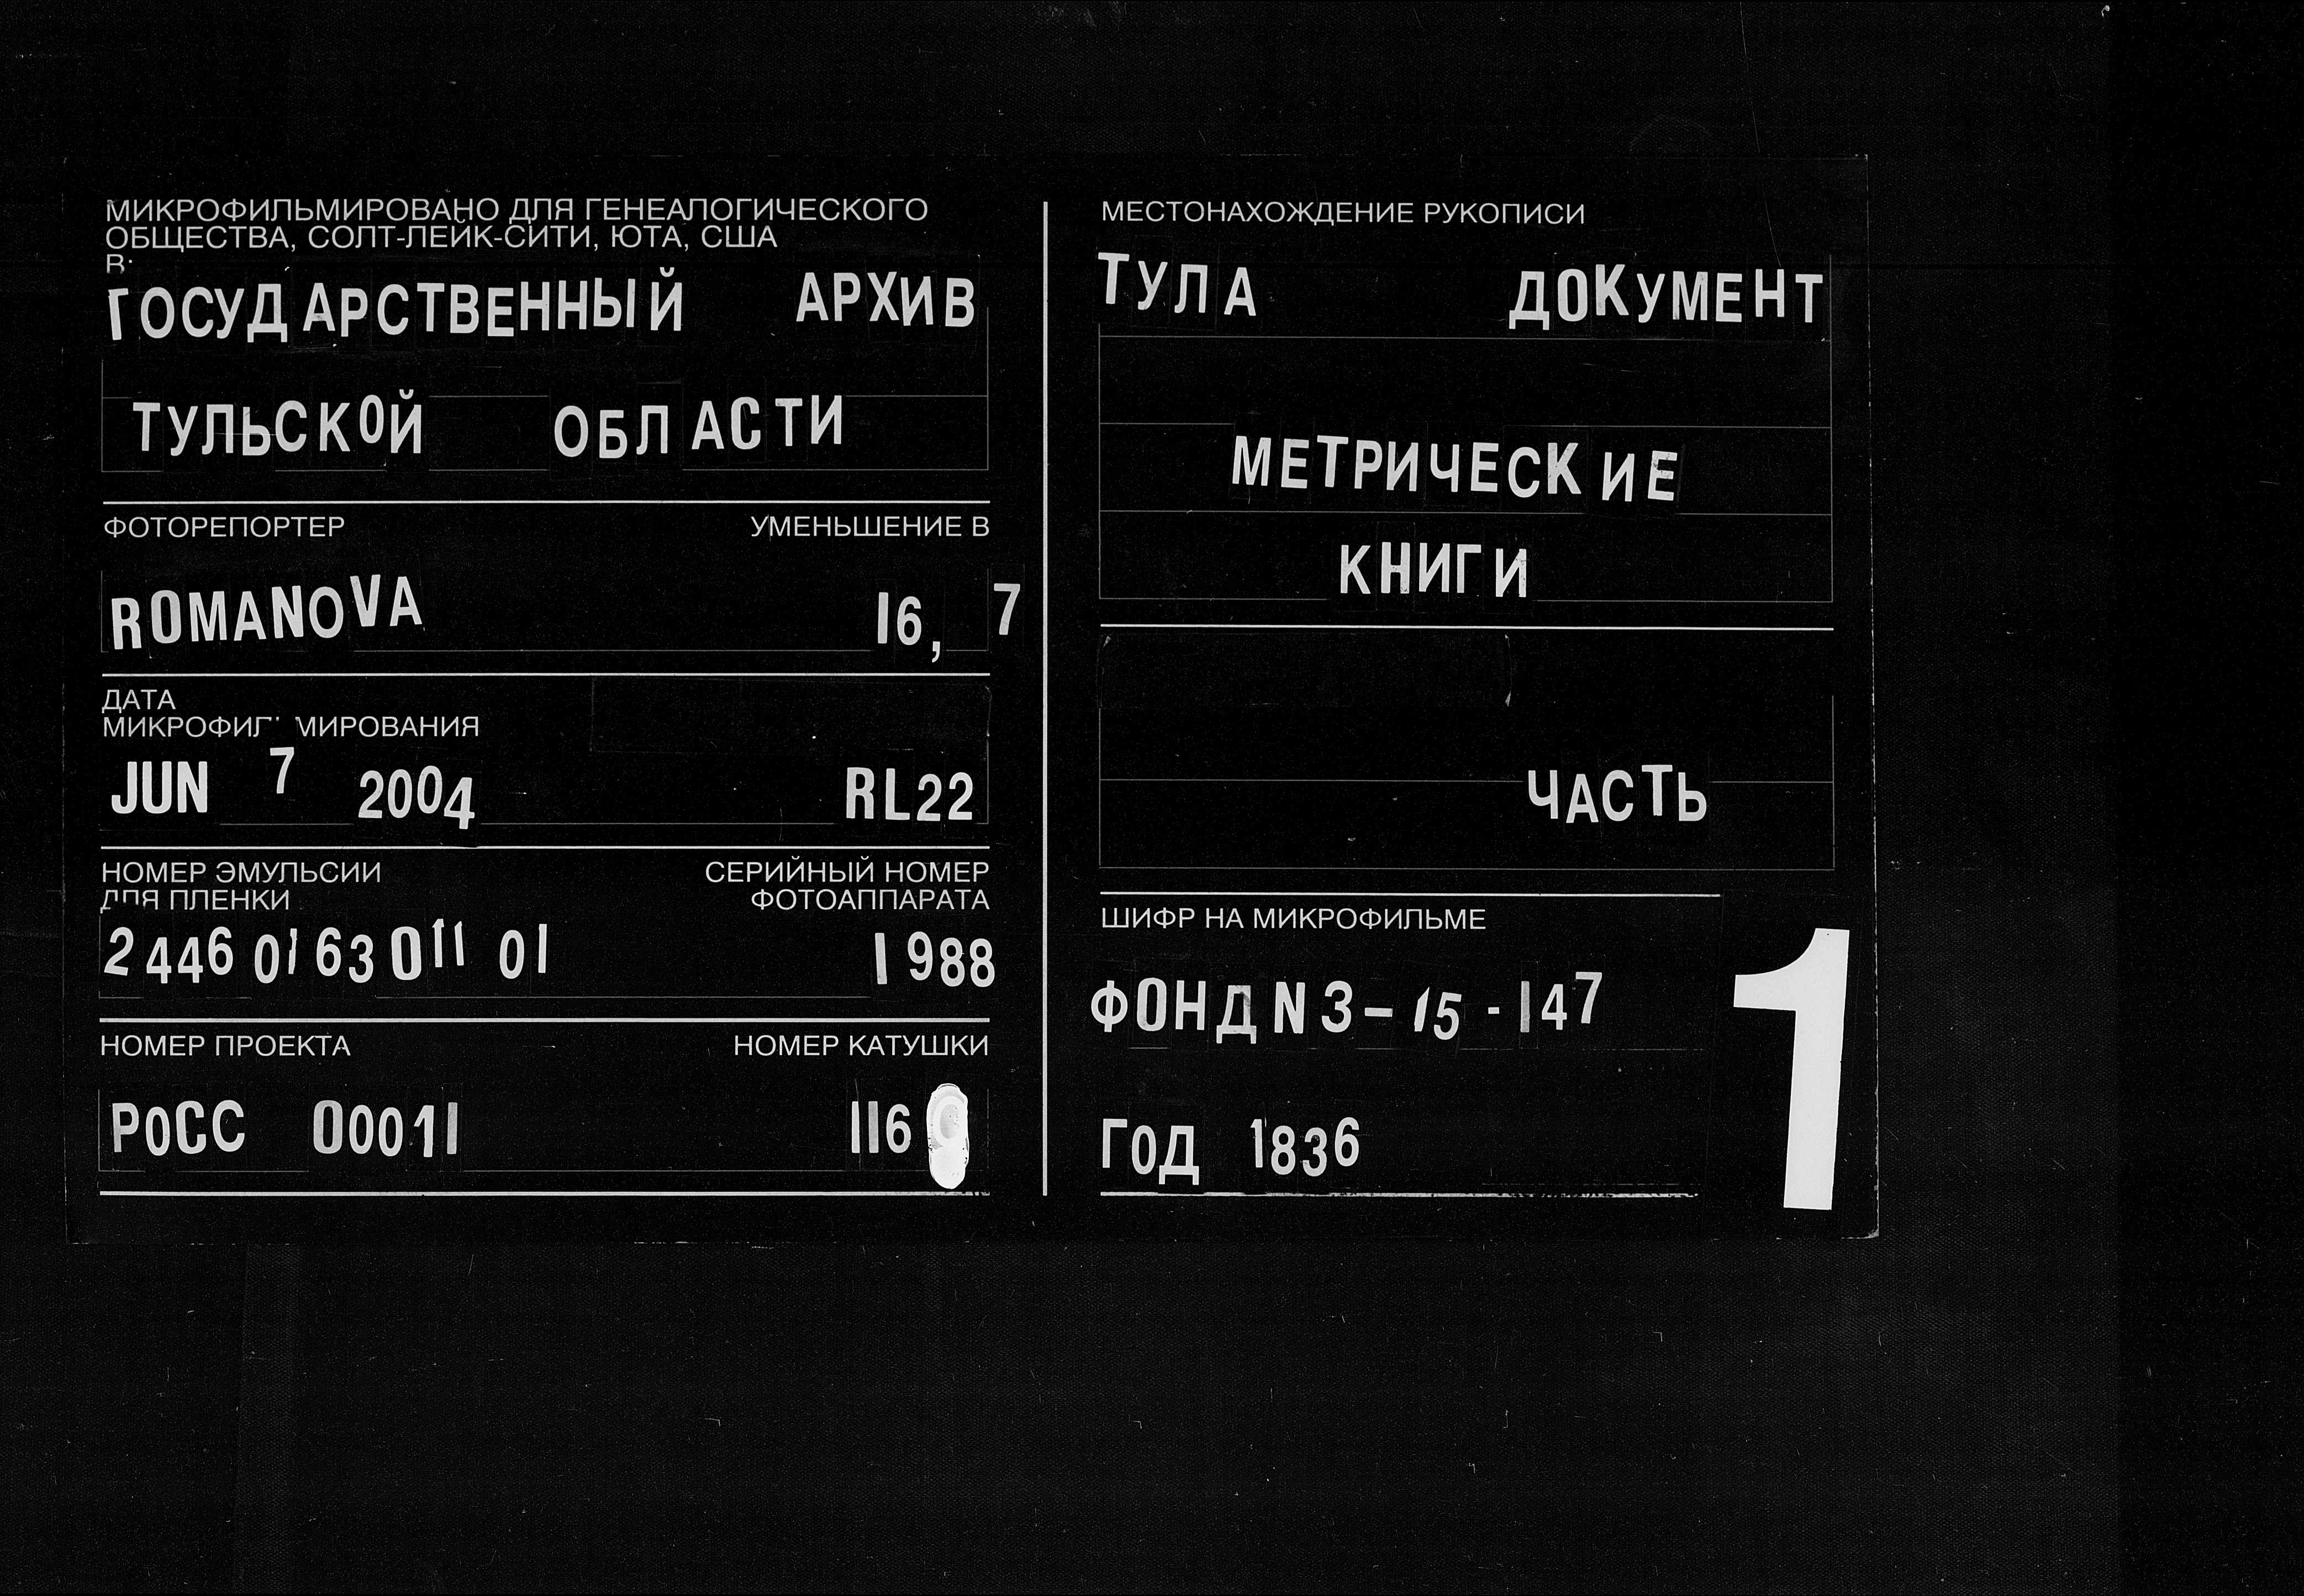 МИКРОФИЛЬМИРОВАНО ДЛЯ ГЕНЕАЛОГИЧЕСКОГО
ОБЩЕСТВА, СОЛТ-ЛЕЙК-СИТИ, ЮТА, США
В:
ГОСУДАРСТВЕННЫЙ АРХИВ
ТУЛЬСКОЙ ОБЛАСТИ
ФОТОРЕПОРТЕР УМЕНЬШЕНИЕ В
ROMANOVA 16, 7
ДАТА
МИКРОФИЛЬМИРОВАНИЯ
JUN 7 2004 RL22
НОМЕР ЭМУЛЬСИИ СЕРИЙНЫЙ НОМЕР
ДЛЯ ПЛЕНКИ ФОТОАППАРАТА
2446 01 63 011 01 1988
НОМЕР ПРОЕКТА НОМЕР КАТУШКИ
РОСС 00011 116
МЕСТОНАХОЖДЕНИЕ РУКОПИСИ
ТУЛА ДОКУМЕНТ
МЕТРИЧЕСКИЕ
КНИГИ
ЧАСТЬ
ШИФР НА МИКРОФИЛЬМЕ
ФОНД N 3-15-147
ГОД 1836
1